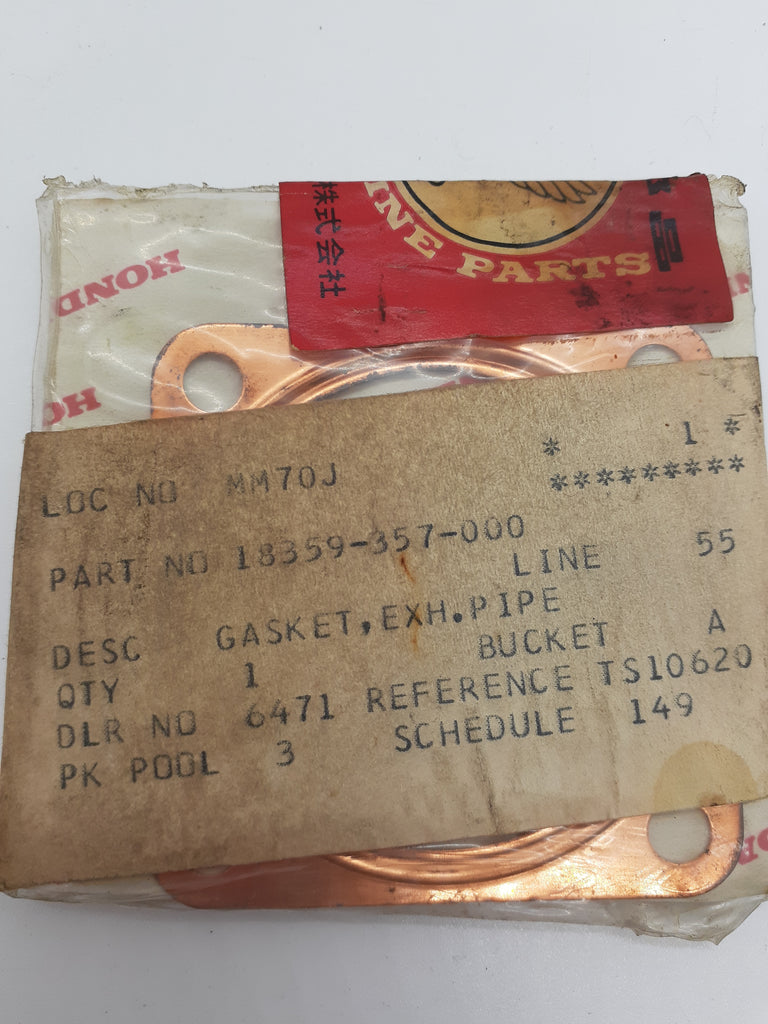 株式会社
INE PARTS
HOND
HO
LOC NO MM70J
* 1 *
*********
PART NO 18359-357-000
LINE 55
DESC GASKET,EXH.PIPE
QTY 1 BUCKET A
DLR NO 6471 REFERENCE TS10620
PK POOL 3 SCHEDULE 149